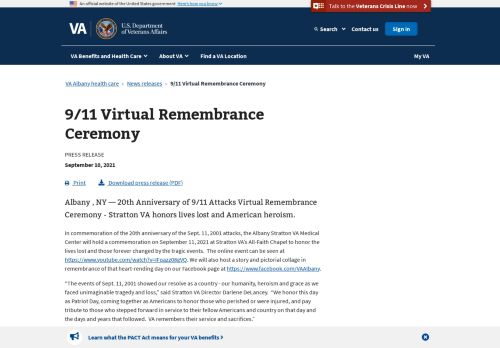 An official website of the United States government Here's how you know
Talk to the Veterans Crisis Line now
VA
U.S. Department
of Veterans Affairs
Search
Contact us
Sign in
VA Benefits and Health Care
About VA
Find a VA Location
My VA
VA Albany health care › News releases › 9/11 Virtual Remembrance Ceremony
9/11 Virtual Remembrance
Ceremony
PRESS RELEASE
September 10, 2021
Print
Download press release (PDF)
Albany , NY — 20th Anniversary of 9/11 Attacks Virtual Remembrance
Ceremony - Stratton VA honors lives lost and American heroism.
In commemoration of the 20th anniversary of the Sept. 11, 2001 attacks, the Albany Stratton VA Medical
Center will hold a commemoration on September 11, 2021 at Stratton VA's All-Faith Chapel to honor the
lives lost and those forever changed by the tragic events. The online event can be seen at
We will also host a story and pictorial collage in
remembrance of that heart-rending day on our Facebook page at https://www.facebook.com/VAAlbany.
"The events of Sept. 11, 2001 showed our resolve as a country - our humanity, heroism and grace as we
faced unimaginable tragedy and loss," said Stratton VA Director Darlene DeLancey. "We honor this day
as Patriot Day, coming together as Americans to honor those who perished or were injured, and pay
tribute to those who stepped forward in service to their fellow Americans and country on that day and
the days and years that followed. VA remembers their service and sacrifices."
Learn what the PACT Act means for your VA benefits